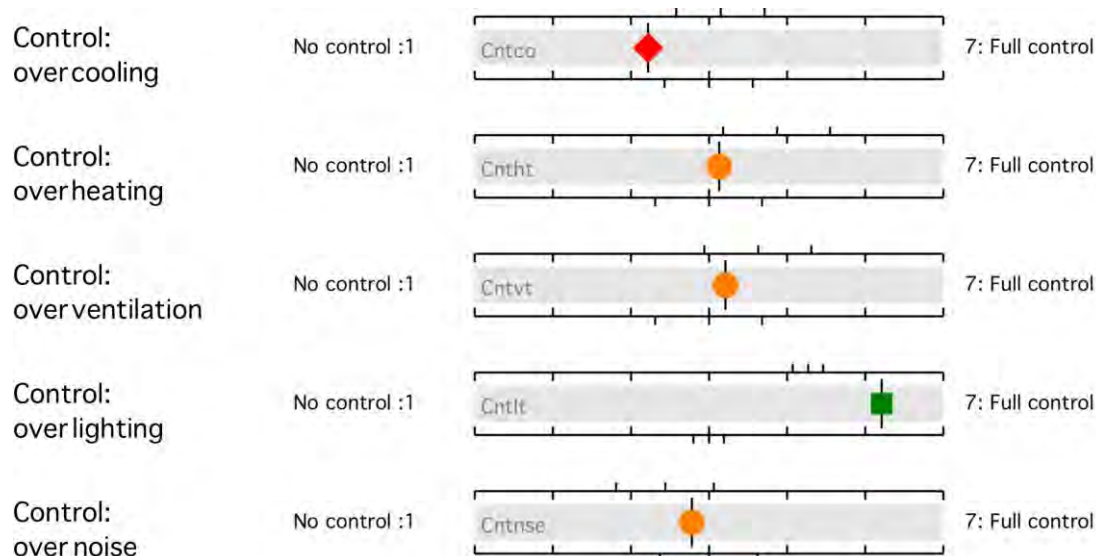 Control:
over cooling
No control :1
Cntco
7: Full control
Control:
over heating
No control :1
Cntht
7: Full control
Control:
over ventilation
No control :1
Cntvt
7: Full control
Control:
over lighting
No control :1
Cntlt
7: Full control
Control:
over noise
No control :1
Cntnse
7: Full control